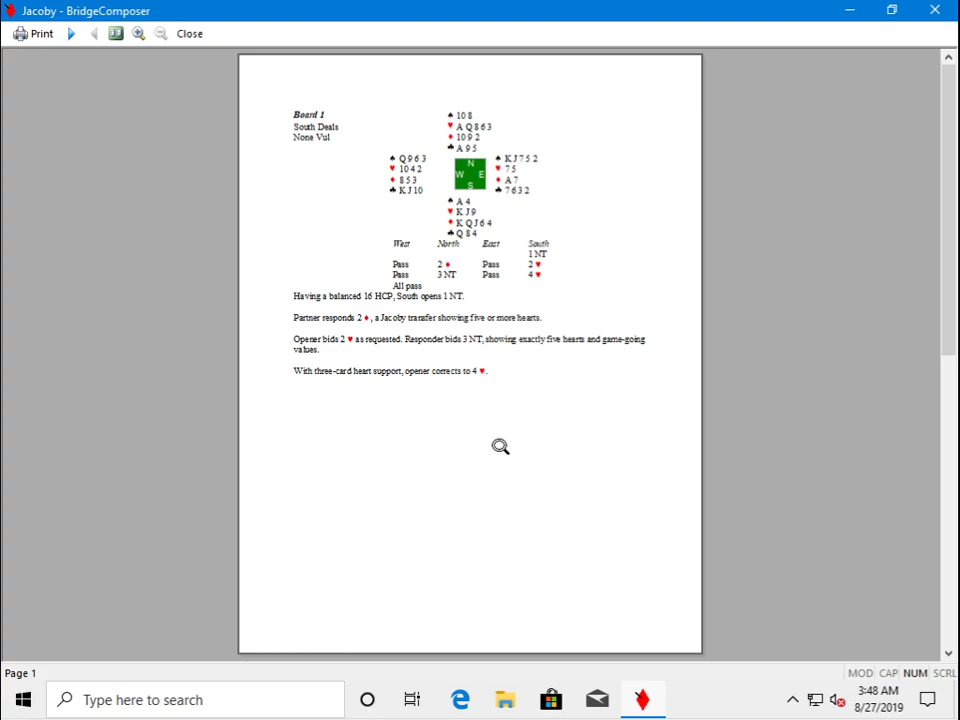 Jacoby - BridgeComposer
Print
Close
Board 1
South Deals
None Vul
♠ 10 8
♥ A Q 8 6 3
♦ 10 9 2
♣ A 9 5
♠ Q 9 6 3
♥ 10 4 2
♦ 8 5 3
♣ K J 10
N
W E
S
♠ K J 7 5 2
♥ 7 5
♦ A 7
♣ 7 6 3 2
♠ A 4
♥ K J 9
♦ K Q J 6 4
♣ Q 8 4
West North East South
1 NT
Pass 2 ♦ Pass 2 ♥
Pass 3 NT Pass 4 ♥
All pass
Having a balanced 16 HCP, South opens 1 NT.
Partner responds 2 ♦, a Jacoby transfer showing five or more hearts.
Opener bids 2 ♥ as requested. Responder bids 3 NT, showing exactly five hearts and game-going
values.
With three-card heart support, opener corrects to 4 ♥.
Page 1
MOD CAP NUM SCRL
Type here to search
3:48 AM
8/27/2019